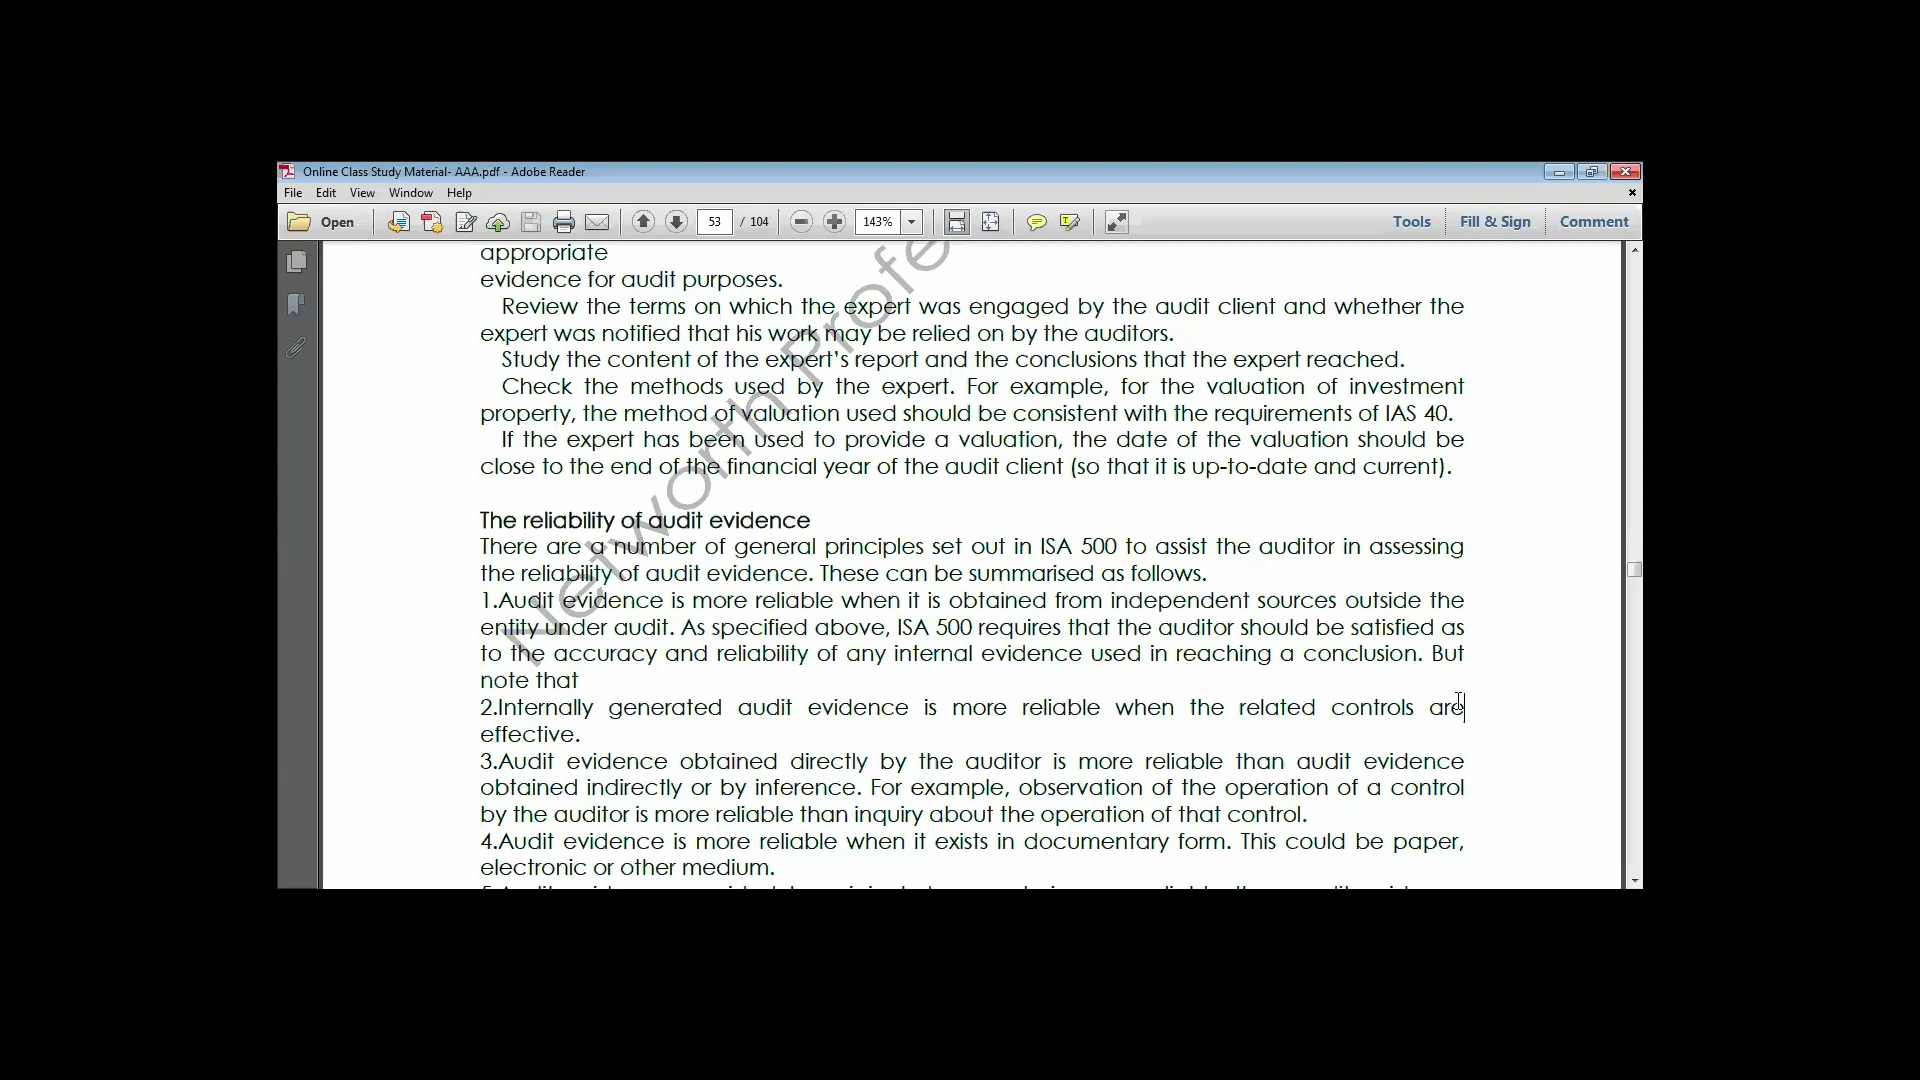 Online Class Study Material- AAA.pdf - Adobe Reader
File Edit View Window Help
Open 53 / 104 143% Tools Fill & Sign Comment
appropriate
evidence for audit purposes.
Review the terms on which the expert was engaged by the audit client and whether the
expert was notified that his work may be relied on by the auditors.
Study the content of the expert’s report and the conclusions that the expert reached.
Check the methods used by the expert. For example, for the valuation of investment
property, the method of valuation used should be consistent with the requirements of IAS 40.
If the expert has been used to provide a valuation, the date of the valuation should be
close to the end of the financial year of the audit client (so that it is up-to-date and current).
The reliability of audit evidence
There are a number of general principles set out in ISA 500 to assist the auditor in assessing
the reliability of audit evidence. These can be summarised as follows.
1.Audit evidence is more reliable when it is obtained from independent sources outside the
entity under audit. As specified above, ISA 500 requires that the auditor should be satisfied as
to the accuracy and reliability of any internal evidence used in reaching a conclusion. But
note that
2.Internally generated audit evidence is more reliable when the related controls are
effective.
3.Audit evidence obtained directly by the auditor is more reliable than audit evidence
obtained indirectly or by inference. For example, observation of the operation of a control
by the auditor is more reliable than inquiry about the operation of that control.
4.Audit evidence is more reliable when it exists in documentary form. This could be paper,
electronic or other medium.
Networth Profe